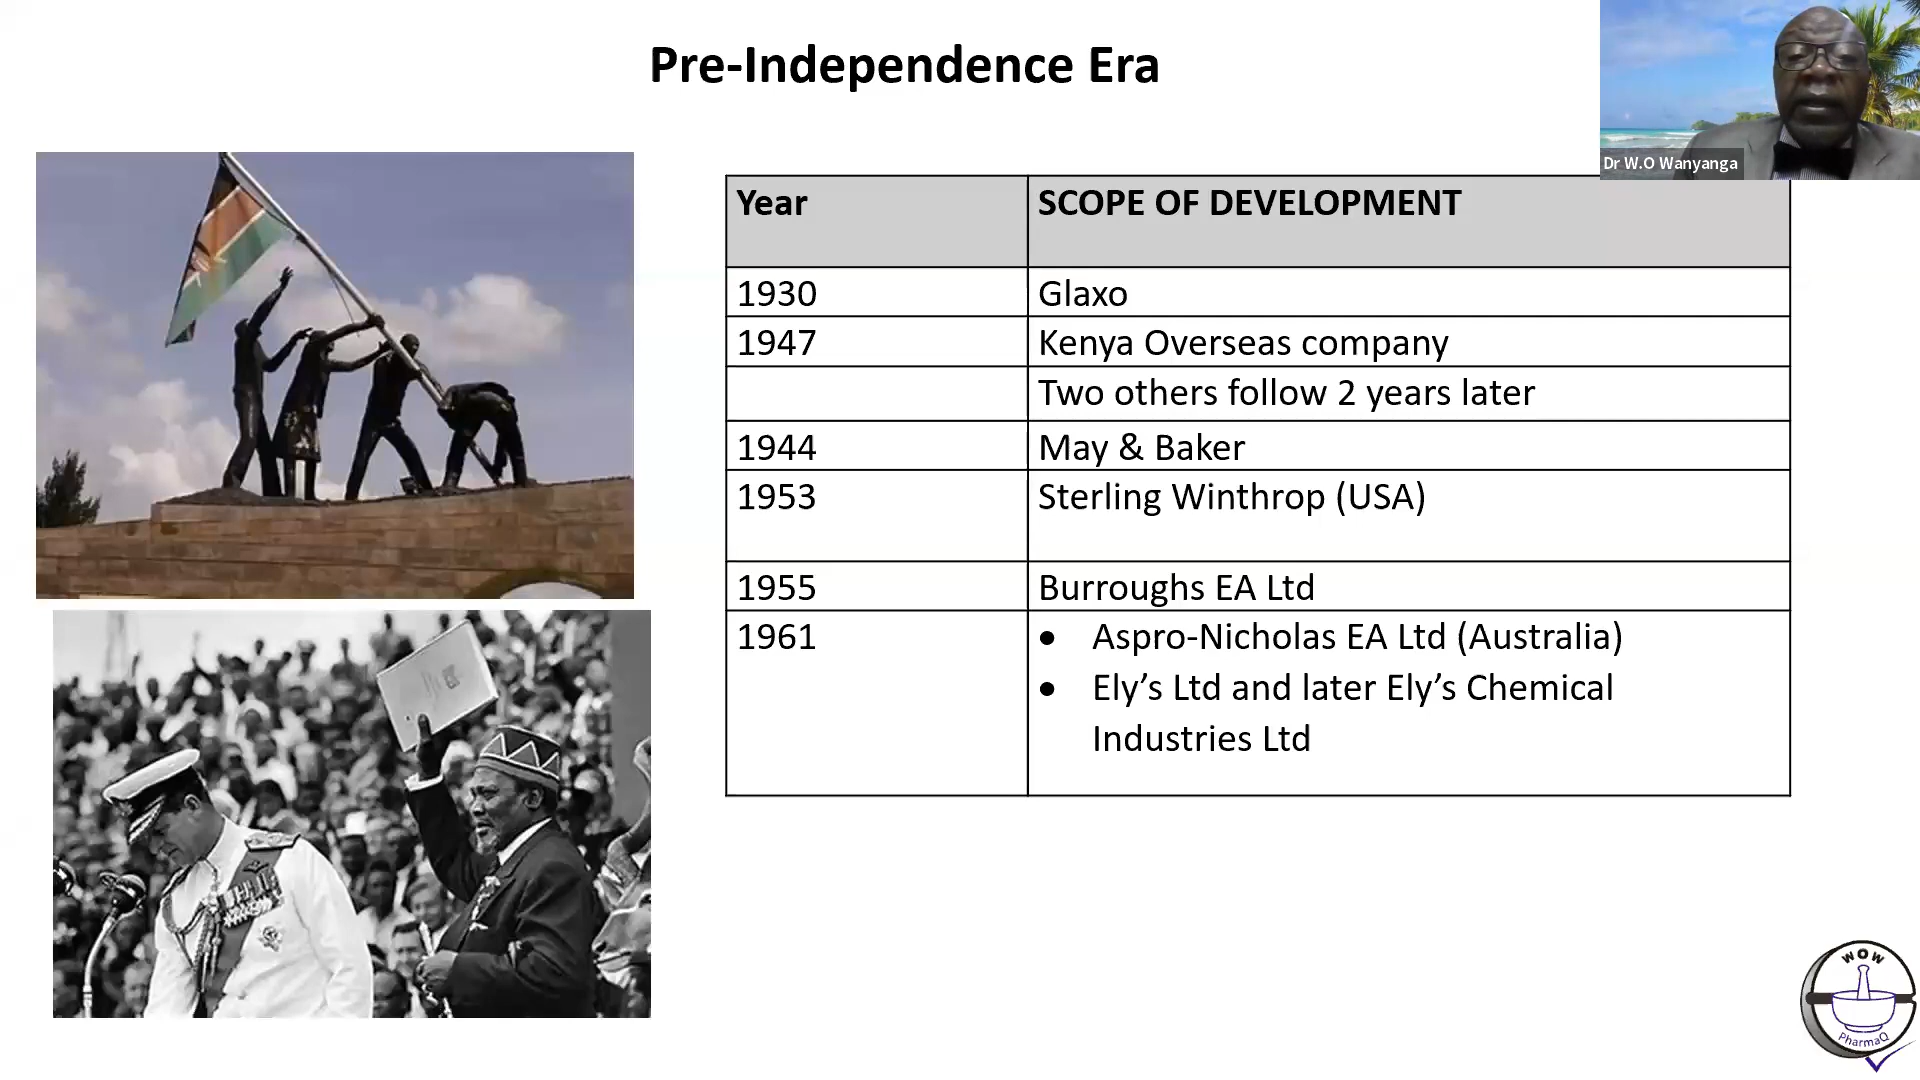 Pre-Independence Era
Dr W.O Wanyanga
Year SCOPE OF DEVELOPMENT
1930 Glaxo
1947 Kenya Overseas company
Two others follow 2 years later
1944 May & Baker
1953 Sterling Winthrop (USA)
1955 Burroughs EA Ltd
1961 • Aspro-Nicholas EA Ltd (Australia)
• Ely’s Ltd and later Ely’s Chemical
Industries Ltd
WOW
PharmaQ